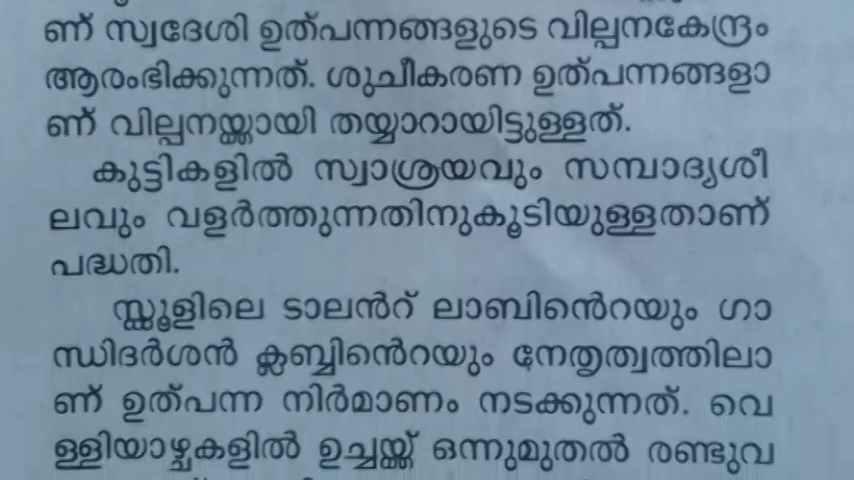 ണ് സ്വദേശി ഉത്പന്നങ്ങളുടെ വില്പനകേന്ദ്രം
ആരംഭിക്കുന്നത്. ശുചീകരണ ഉത്പന്നങ്ങളാ
ണ് വില്പനയ്ക്കായി തയ്യാറായിട്ടുള്ളത്.
കുട്ടികളിൽ സ്വാശ്രയവും സമ്പാദ്യശീ
ലവും വളർത്തുന്നതിനുകൂടിയുള്ളതാണ്
പദ്ധതി.
സ്കൂളിലെ ടാലൻറ് ലാബിൻെറയും ഗാ
ന്ധിദർശൻ ക്ലബ്ബിൻെറയും നേതൃത്വത്തിലാ
ണ് ഉത്പന്ന നിർമാണം നടക്കുന്നത്. വെ
ള്ളിയാഴ്ചകളിൽ ഉച്ചയ്ക്ക് ഒന്നുമുതൽ രണ്ടുവ